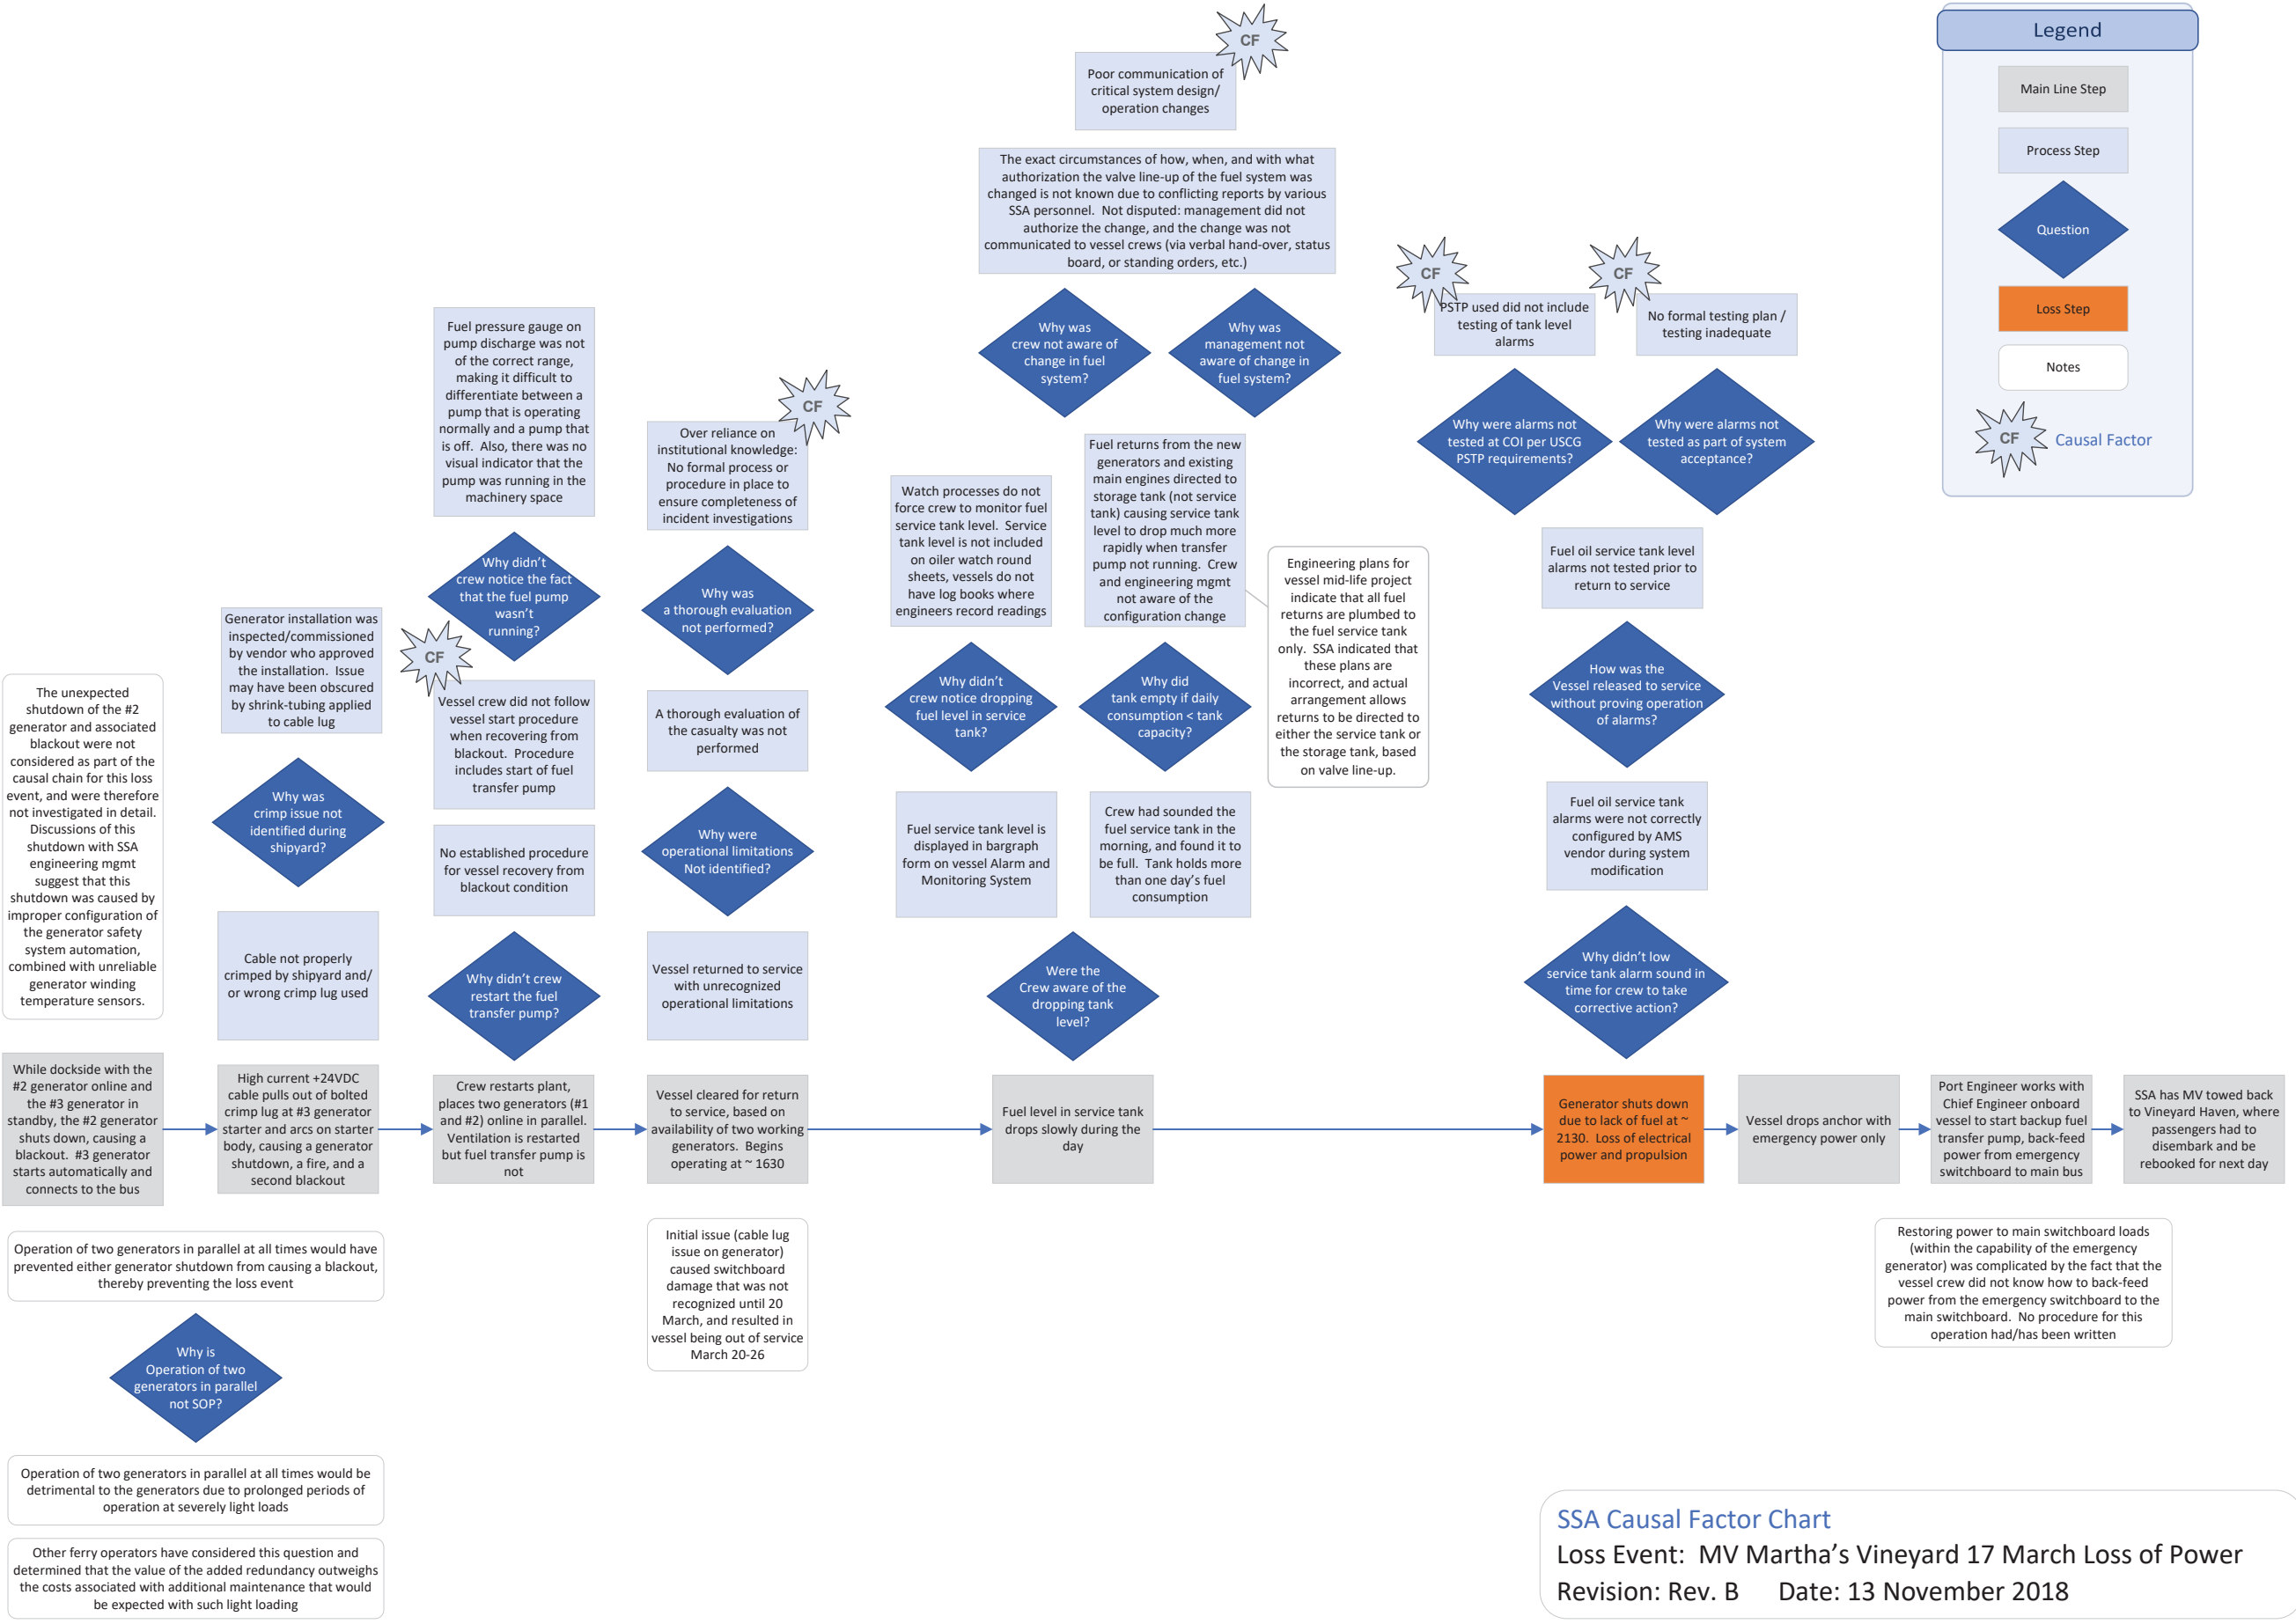 CF
Poor communication of
critical system design/
operation changes
The exact circumstances of how, when, and with what
authorization the valve line-up of the fuel system was
changed is not known due to conflicting reports by various
SSA personnel.  Not disputed: management did not
authorize the change, and the change was not
communicated to vessel crews (via verbal hand-over, status
board, or standing orders, etc.)
Why was
crew not aware of
change in fuel
system?
Why was
management not
aware of change in
fuel system?
CF
PSTP used did not include
testing of tank level
alarms
CF
No formal testing plan /
testing inadequate
Why were alarms not
tested at COI per USCG
PSTP requirements?
Why were alarms not
tested as part of system
acceptance?
Legend
Main Line Step
Process Step
Question
Loss Step
Notes
CF
Causal Factor
Fuel pressure gauge on
pump discharge was not
of the correct range,
making it difficult to
differentiate between a
pump that is operating
normally and a pump that
is off.  Also, there was no
visual indicator that the
pump was running in the
machinery space
Why didn't
crew notice the fact
that the fuel pump
wasn't
running?
CF
Vessel crew did not follow
vessel start procedure
when recovering from
blackout.  Procedure
includes start of fuel
transfer pump
No established procedure
for vessel recovery from
blackout condition
Why didn't crew
restart the fuel
transfer pump?
CF
Over reliance on
institutional knowledge:
No formal process or
procedure in place to
ensure completeness of
incident investigations
Why was
a thorough evaluation
not performed?
A thorough evaluation of
the casualty was not
performed
Why were
operational limitations
Not identified?
Vessel returned to service
with unrecognized
operational limitations
Watch processes do not
force crew to monitor fuel
service tank level.  Service
tank level is not included
on oiler watch round
sheets, vessels do not
have log books where
engineers record readings
Why didn't
crew notice dropping
fuel level in service
tank?
Fuel service tank level is
displayed in bargraph
form on vessel Alarm and
Monitoring System
Fuel returns from the new
generators and existing
main engines directed to
storage tank (not service
tank) causing service tank
level to drop much more
rapidly when transfer
pump not running.  Crew
and engineering mgmt
not aware of the
configuration change
Why did
tank empty if daily
consumption < tank
capacity?
Crew had sounded the
fuel service tank in the
morning, and found it to
be full.  Tank holds more
than one day's fuel
consumption
Were the
Crew aware of the
dropping tank
level?
Engineering plans for
vessel mid-life project
indicate that all fuel
returns are plumbed to
the fuel service tank
only.  SSA indicated that
these plans are
incorrect, and actual
arrangement allows
returns to be directed to
either the service tank or
the storage tank, based
on valve line-up.
Fuel oil service tank level
alarms not tested prior to
return to service
How was the
Vessel released to service
without proving operation
of alarms?
Fuel oil service tank
alarms were not correctly
configured by AMS
vendor during system
modification
Why didn't low
service tank alarm sound in
time for crew to take
corrective action?
The unexpected
shutdown of the #2
generator and associated
blackout were not
considered as part of the
causal chain for this loss
event, and were therefore
not investigated in detail.
Discussions of this
shutdown with SSA
engineering mgmt
suggest that this
shutdown was caused by
improper configuration of
the generator safety
system automation,
combined with unreliable
generator winding
temperature sensors.
Generator installation was
inspected/commissioned
by vendor who approved
the installation.  Issue
may have been obscured
by shrink-tubing applied
to cable lug
Why was
crimp issue not
identified during
shipyard?
Cable not properly
crimped by shipyard and/
or wrong crimp lug used
While dockside with the
#2 generator online and
the #3 generator in
standby, the #2 generator
shuts down, causing a
blackout.  #3 generator
starts automatically and
connects to the bus
High current +24VDC
cable pulls out of bolted
crimp lug at #3 generator
starter and arcs on starter
body, causing a generator
shutdown, a fire, and a
second blackout
Crew restarts plant,
places two generators (#1
and #2) online in parallel.
Ventilation is restarted
but fuel transfer pump is
not
Vessel cleared for return
to service, based on
availability of two working
generators.  Begins
operating at ~ 1630
Fuel level in service tank
drops slowly during the
day
Generator shuts down
due to lack of fuel at ~
2130.  Loss of electrical
power and propulsion
Vessel drops anchor with
emergency power only
Port Engineer works with
Chief Engineer onboard
vessel to start backup fuel
transfer pump, back-feed
power from emergency
switchboard to main bus
SSA has MV towed back
to Vineyard Haven, where
passengers had to
disembark and be
rebooked for next day
Operation of two generators in parallel at all times would have
prevented either generator shutdown from causing a blackout,
thereby preventing the loss event
Why is
Operation of two
generators in parallel
not SOP?
Operation of two generators in parallel at all times would be
detrimental to the generators due to prolonged periods of
operation at severely light loads
Other ferry operators have considered this question and
determined that the value of the added redundancy outweighs
the costs associated with additional maintenance that would
be expected with such light loading
Initial issue (cable lug
issue on generator)
caused switchboard
damage that was not
recognized until 20
March, and resulted in
vessel being out of service
March 20-26
Restoring power to main switchboard loads
(within the capability of the emergency
generator) was complicated by the fact that the
vessel crew did not know how to back-feed
power from the emergency switchboard to the
main switchboard.  No procedure for this
operation had/has been written
SSA Causal Factor Chart
Loss Event:  MV Martha's Vineyard 17 March Loss of Power
Revision: Rev. B     Date: 13 November 2018